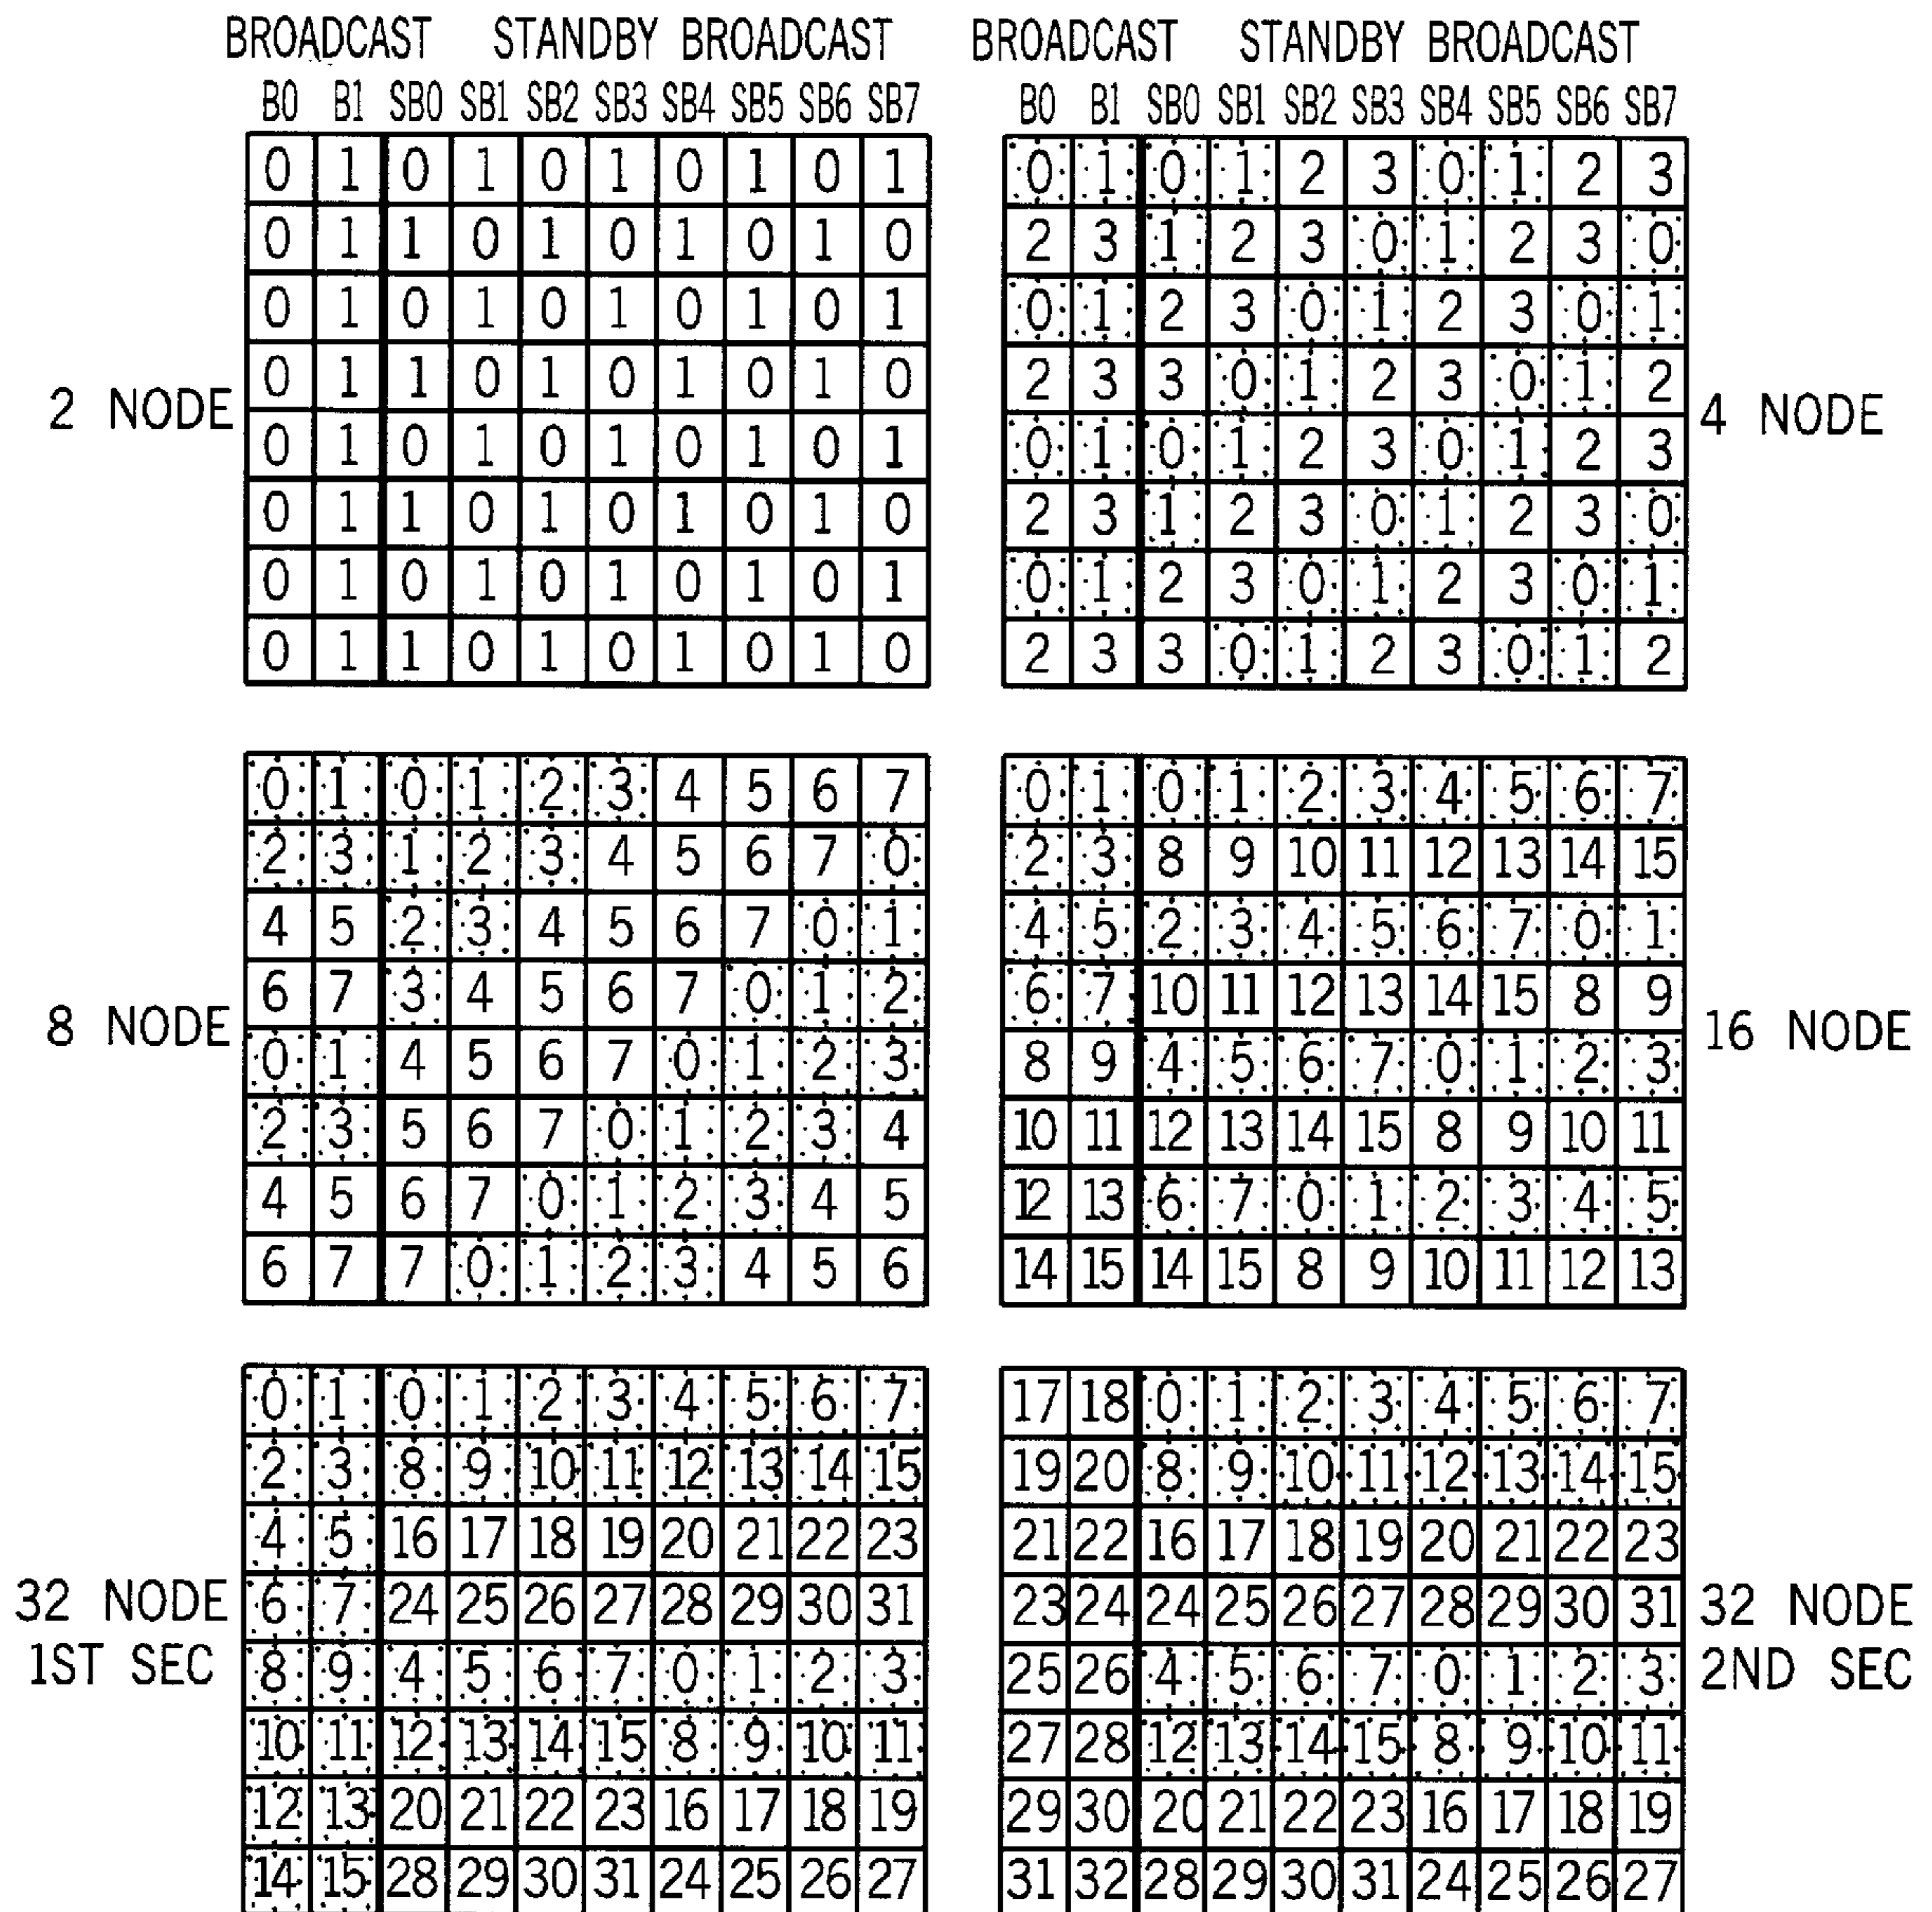 BROADCAST STANDBY BROADCAST
B0 B1 SB0 SB1 SB2 SB3 SB4 SB5 SB6 SB7
0 1 0 1 0 1 0 1 0 1
0 1 1 0 1 0 1 0 1 0
0 1 0 1 0 1 0 1 0 1
0 1 1 0 1 0 1 0 1 0
2 NODE
0 1 0 1 0 1 0 1 0 1
0 1 1 0 1 0 1 0 1 0
0 1 0 1 0 1 0 1 0 1
0 1 1 0 1 0 1 0 1 0
BROADCAST STANDBY BROADCAST
B0 B1 SB0 SB1 SB2 SB3 SB4 SB5 SB6 SB7
0 1 0 1 2 3 0 1 2 3
2 3 1 2 3 0 1 2 3 0
0 1 2 3 0 1 2 3 0 1
2 3 3 0 1 2 3 0 1 2
4 NODE
0 1 0 1 2 3 0 1 2 3
2 3 1 2 3 0 1 2 3 0
0 1 2 3 0 1 2 3 0 1
2 3 3 0 1 2 3 0 1 2
0 1 0 1 2 3 4 5 6 7
2 3 1 2 3 4 5 6 7 0
4 5 2 3 4 5 6 7 0 1
6 7 3 4 5 6 7 0 1 2
8 NODE
0 1 4 5 6 7 0 1 2 3
2 3 5 6 7 0 1 2 3 4
4 5 6 7 0 1 2 3 4 5
6 7 7 0 1 2 3 4 5 6
0 1 0 1 2 3 4 5 6 7
2 3 8 9 10 11 12 13 14 15
4 5 2 3 4 5 6 7 0 1
6 7 10 11 12 13 14 15 8 9
16 NODE
8 9 4 5 6 7 0 1 2 3
10 11 12 13 14 15 8 9 10 11
12 13 6 7 0 1 2 3 4 5
14 15 14 15 8 9 10 11 12 13
0 1 0 1 2 3 4 5 6 7
2 3 8 9 10 11 12 13 14 15
4 5 16 17 18 19 20 21 22 23
32 NODE
6 7 24 25 26 27 28 29 30 31
1ST SEC
8 9 4 5 6 7 0 1 2 3
10 11 12 13 14 15 8 9 10 11
12 13 20 21 22 23 16 17 18 19
14 15 28 29 30 31 24 25 26 27
17 18 0 1 2 3 4 5 6 7
19 20 8 9 10 11 12 13 14 15
21 22 16 17 18 19 20 21 22 23
23 24 24 25 26 27 28 29 30 31
32 NODE
25 26 4 5 6 7 0 1 2 3
2ND SEC
27 28 12 13 14 15 8 9 10 11
29 30 20 21 22 23 16 17 18 19
31 32 28 29 30 31 24 25 26 27